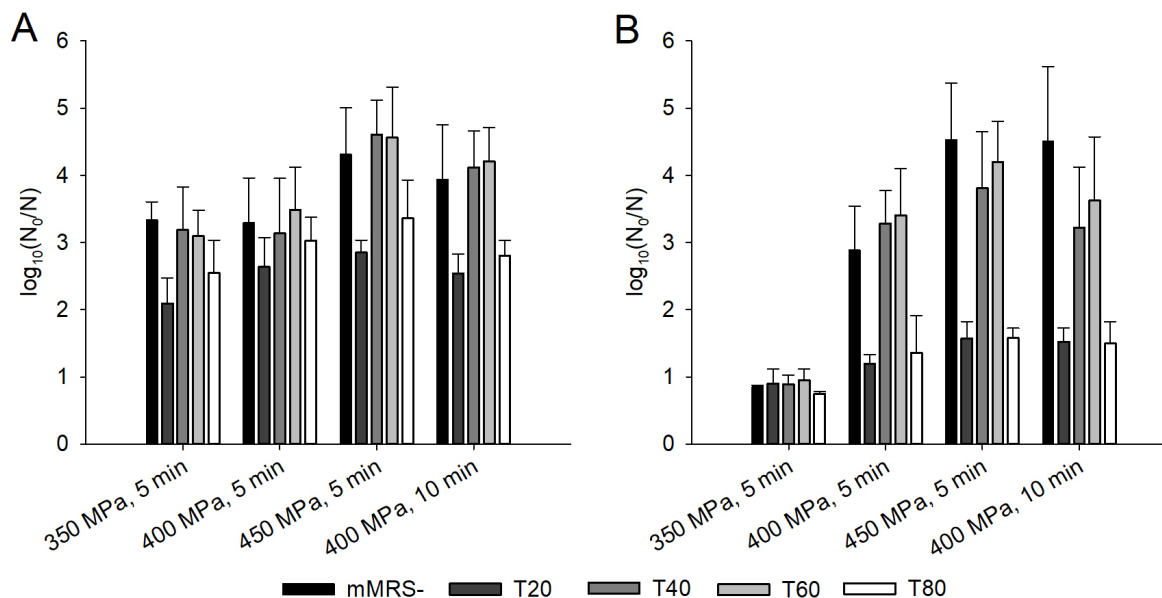 A
B
6
5
4
3
2
1
0
log₁₀(N₀/N)
350 MPa, 5 min
400 MPa, 5 min
450 MPa, 5 min
400 MPa, 10 min
6
5
4
3
2
1
0
log₁₀(N₀/N)
350 MPa, 5 min
400 MPa, 5 min
450 MPa, 5 min
400 MPa, 10 min
mMRS- T20 T40 T60 T80